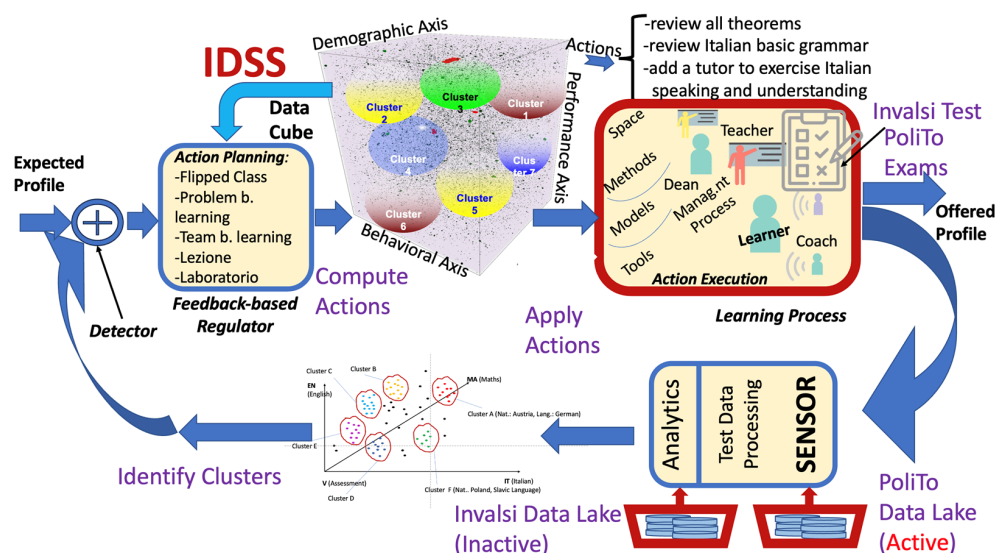 IDSS
Demographic Axis
Actions
-review all theorems
-review Italian basic grammar
-add a tutor to exercise Italian
speaking and understanding
Data
Cube
Cluster
2
Cluster
3
Cluster
1
Cluster
4
Clus
ter 7
Cluster
5
Cluster
6
Performance Axis
Behavioral Axis
Expected
Profile
Detector
Action Planning:
-Flipped Class
-Problem b.
learning
-Team b. learning
-Lezione
-Laboratorio
Feedback-based
Regulator
Compute
Actions
Apply
Actions
Space
Methods
Models
Tools
Teacher
Dean
Manag.nt
Process
Learner
Coach
Action Execution
Learning Process
Invalsi Test
PoliTo
Exams
Offered
Profile
Analytics
Test Data
Processing
SENSOR
PoliTo
Data Lake
(Active)
Invalsi Data Lake
(Inactive)
Identify Clusters
Cluster C
Cluster B
EN
(English)
MA (Maths)
Cluster A (Nat.: Austria, Lang.: German)
Cluster E
V (Assessment)
IT (Italian)
Cluster D
Cluster F (Nat.. Poland, Slavic Language)